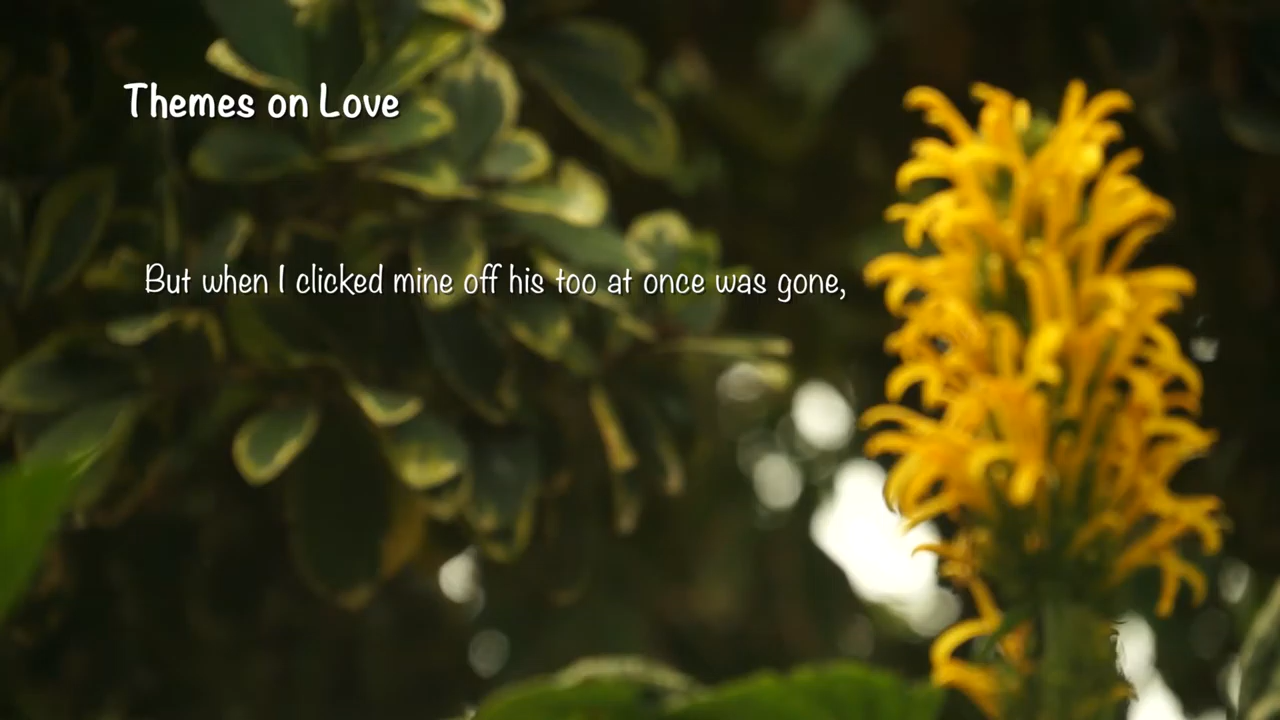 Themes on Love
But when I clicked mine off his too at once was gone,